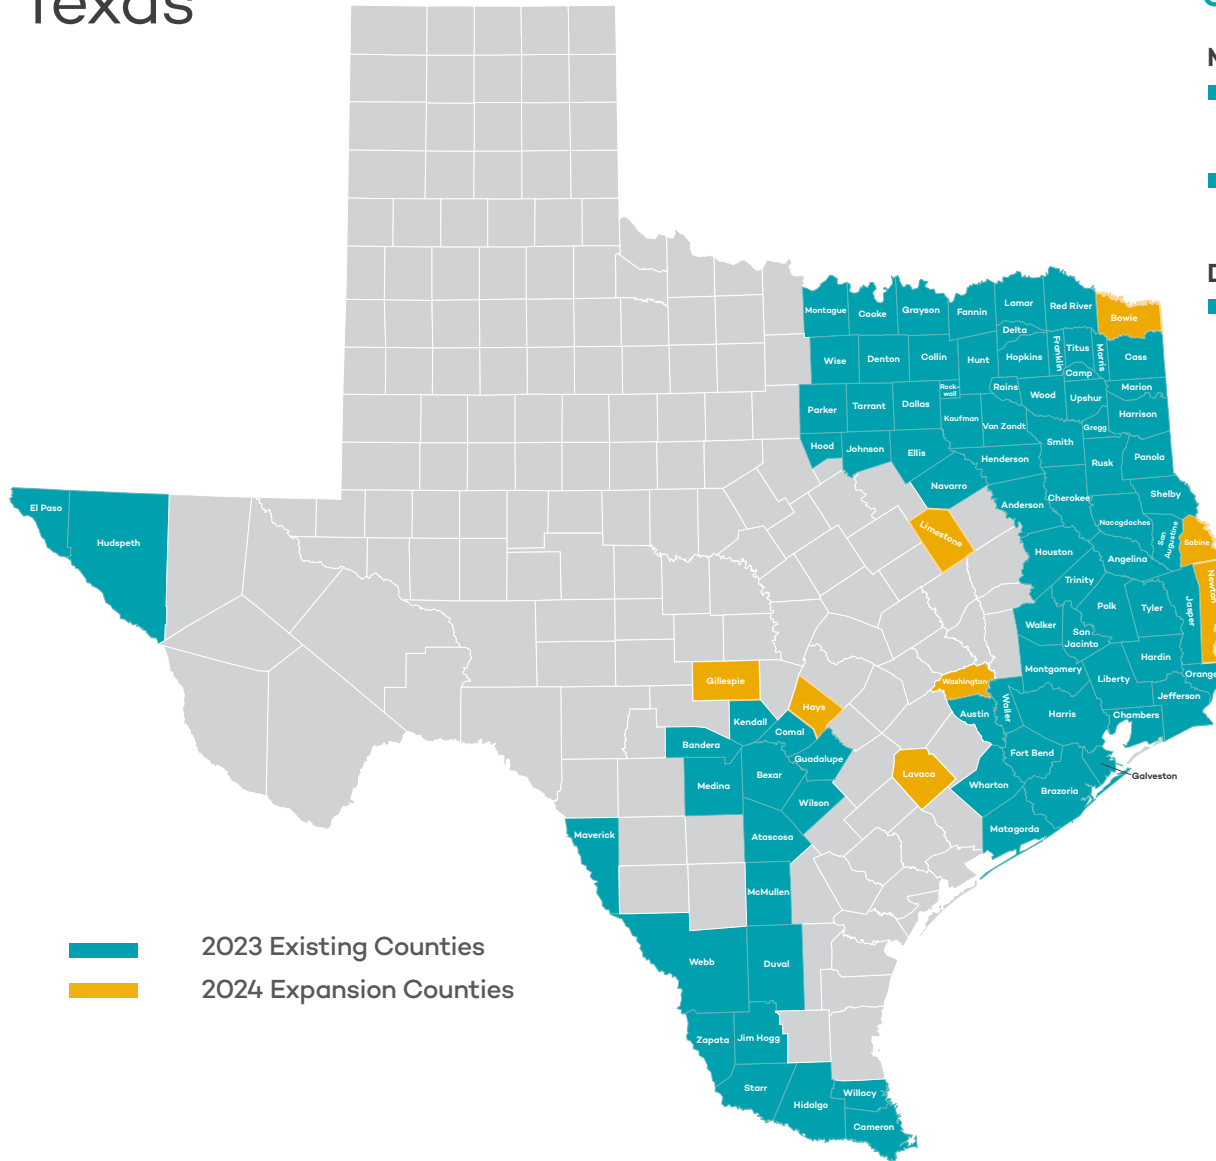 Texas
Montague
Cooke
Grayson
Fannin
Lamar
Red River
Bowie
Delta
Wise
Denton
Collin
Hunt
Hopkins
Franklin
Titus
Morris
Cass
Camp
Rock-
wall
Rains
Wood
Upshur
Marion
Parker
Tarrant
Dallas
Kaufman
Van Zandt
Gregg
Harrison
Hood
Johnson
Ellis
Henderson
Smith
Rusk
Panola
Navarro
Anderson
Cherokee
Shelby
El Paso
Hudspeth
Limestone
Nacogdoches
San
Augustine
Sabine
Houston
Angelina
Trinity
Newton
Polk
Tyler
Jasper
Walker
San
Jacinto
Hardin
Montgomery
Liberty
Orange
Gillespie
Washington
Jefferson
Hays
Austin
Waller
Harris
Chambers
Kendall
Comal
Bandera
Guadalupe
Fort Bend
Galveston
Medina
Bexar
Lavaca
Wharton
Brazoria
Wilson
Matagorda
Maverick
Atascosa
McMullen
2023 Existing Counties
2024 Expansion Counties
Webb
Duval
Zapata
Jim Hogg
Starr
Hidalgo
Willacy
Cameron